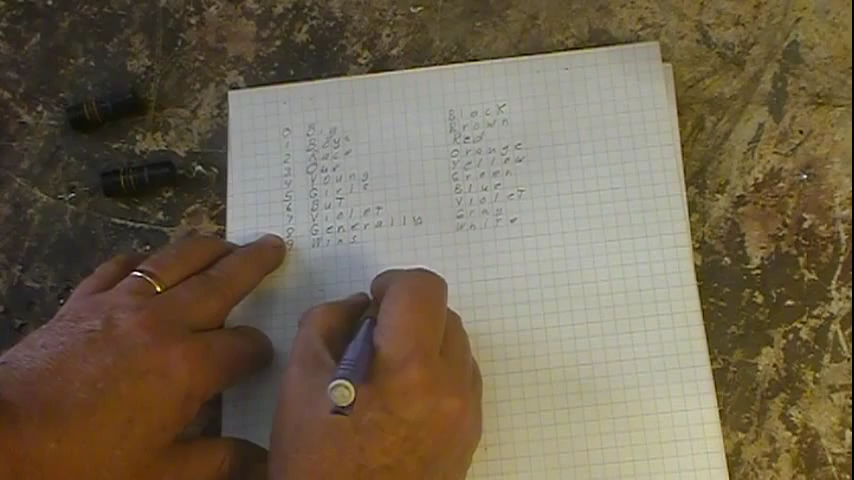 0 Big Black
1 Boys Brown
2 Race Red
3 Our Orange
4 Young Yellow
5 Girls Green
6 BuT Blue
7 VioleT VioleT
8 Generally Gray
9 Wins WhiTe